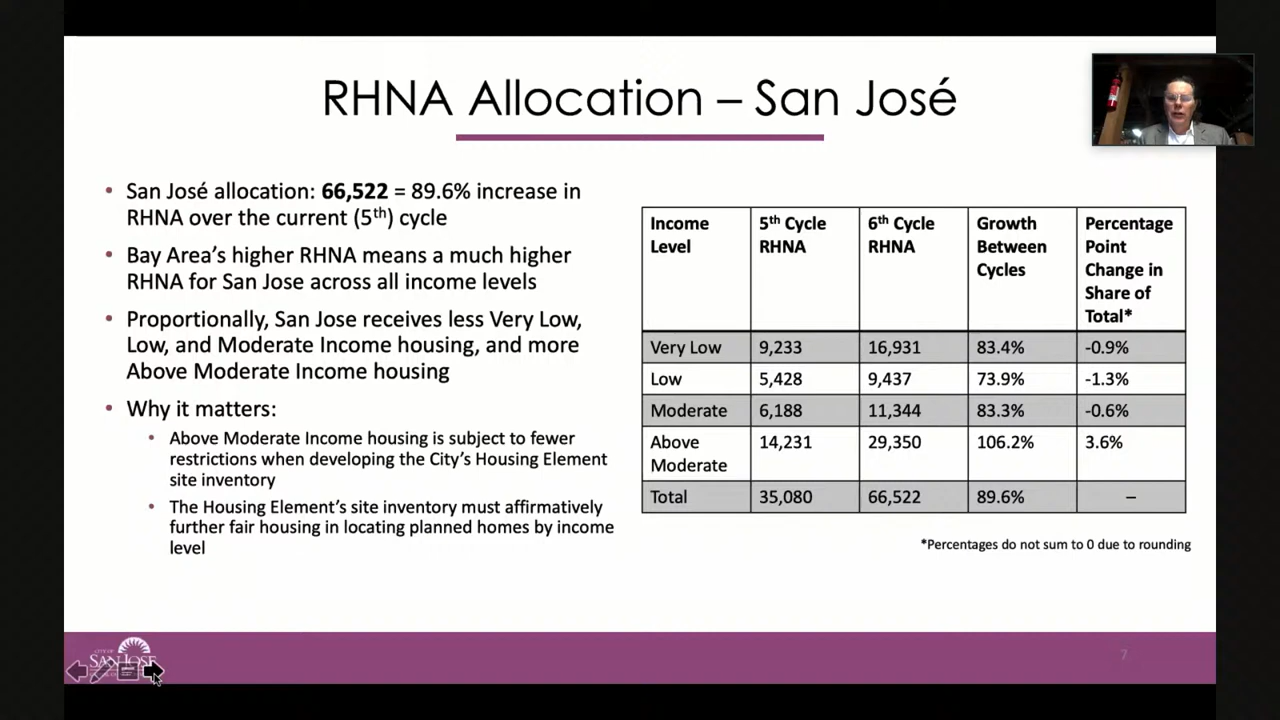 RHNA Allocation – San José
• San José allocation: 66,522 = 89.6% increase in
RHNA over the current (5th) cycle
• Bay Area’s higher RHNA means a much higher
RHNA for San Jose across all income levels
• Proportionally, San Jose receives less Very Low,
Low, and Moderate Income housing, and more
Above Moderate Income housing
• Why it matters:
• Above Moderate Income housing is subject to fewer
restrictions when developing the City’s Housing Element
site inventory
• The Housing Element’s site inventory must affirmatively
further fair housing in locating planned homes by income
level
Income Level 5th Cycle RHNA 6th Cycle RHNA Growth Between Cycles Percentage Point Change in Share of Total*
Very Low 9,233 16,931 83.4% -0.9%
Low 5,428 9,437 73.9% -1.3%
Moderate 6,188 11,344 83.3% -0.6%
Above Moderate 14,231 29,350 106.2% 3.6%
Total 35,080 66,522 89.6% –
*Percentages do not sum to 0 due to rounding
CITY OF
SAN JOSE
7